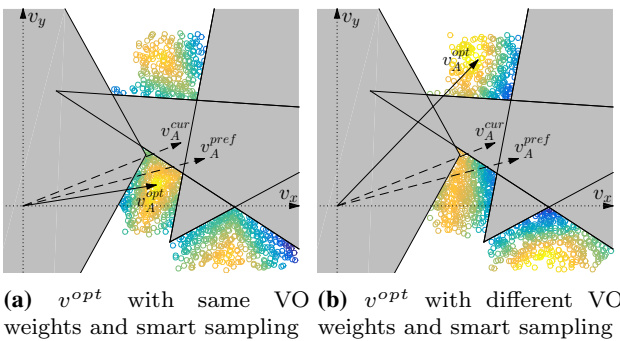 v_y
v_A^{cur}
v_A^{pref}
v_A^{opt}
v_x
v_y
v_A^{opt}
v_A^{cur}
v_A^{pref}
v_x
(a) v^{opt} with same VO
weights and smart sampling
(b) v^{opt} with different VO
weights and smart sampling